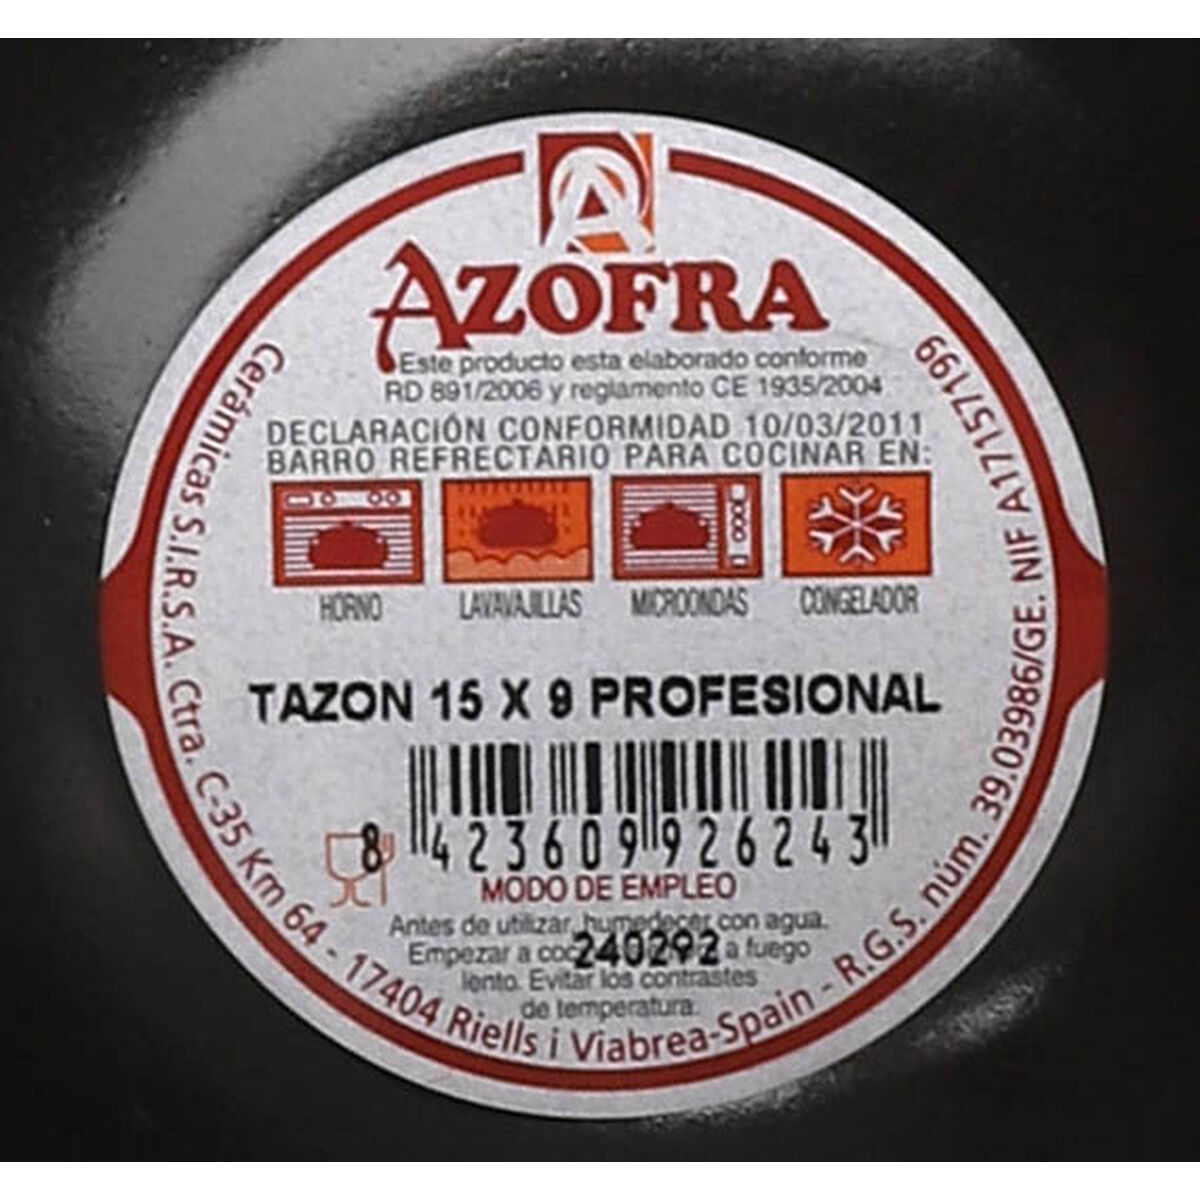 AZOFRA
Este producto esta elaborado conforme
RD 891/2006 y reglamento CE 1935/2004
DECLARACIÓN CONFORMIDAD 10/03/2011
BARRO REFRECTARIO PARA COCINAR EN:
HORNO LAVAVAJILLAS MICROONDAS CONGELADOR
TAZON 15 X 9 PROFESIONAL
8 423609 926243
MODO DE EMPLEO
Antes de utilizar, humedecer con agua.
Empezar a a fuego
240292
lento. Evitar los contrastes
de temperatura.
Cerámicas S.I.R.S.A. Ctra. C-35 Km 64 - 17404 Riells i Viabrea-Spain - R.G.S. núm. 39.03986/GE. NIF A17157199